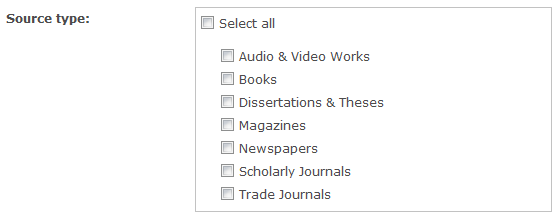 Source type:
Select all
Audio & Video Works
Books
Dissertations & Theses
Magazines
Newspapers
Scholarly Journals
Trade Journals